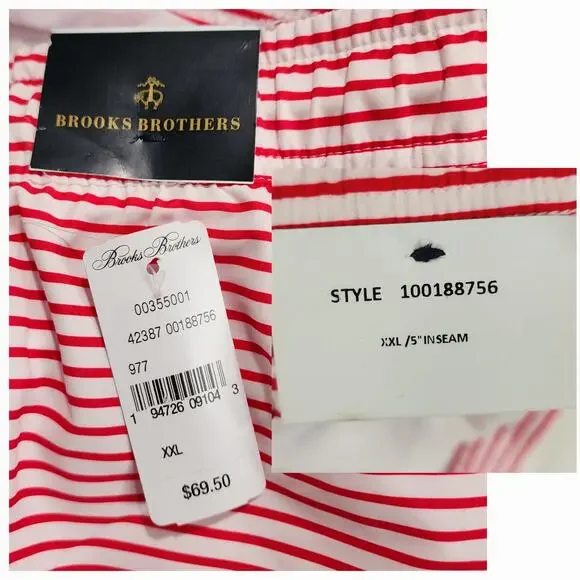 BROOKS BROTHERS
Brooks Brothers
00355001
42387 00188756
977
1 94726 09104 3
XXL
$69.50
STYLE 100188756
XXL /5" INSEAM